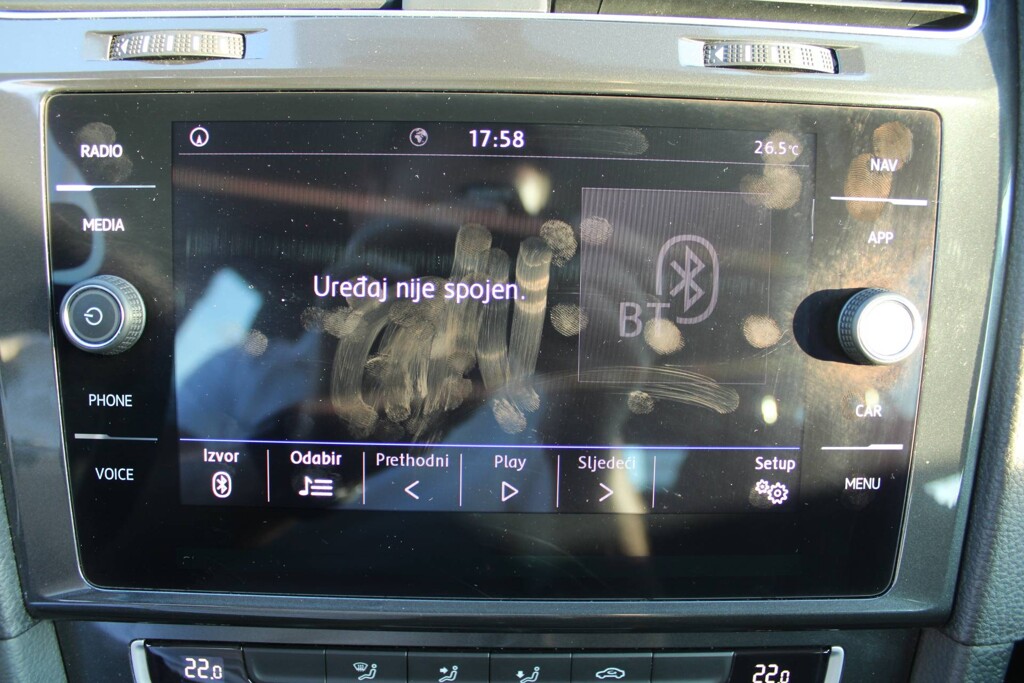 17:58
26.5°C
RADIO
MEDIA
PHONE
VOICE
NAV
APP
CAR
MENU
Uređaj nije spojen.
BT
Izvor
Odabir
Prethodni
Play
Sljedeći
Setup
22.0
22.0